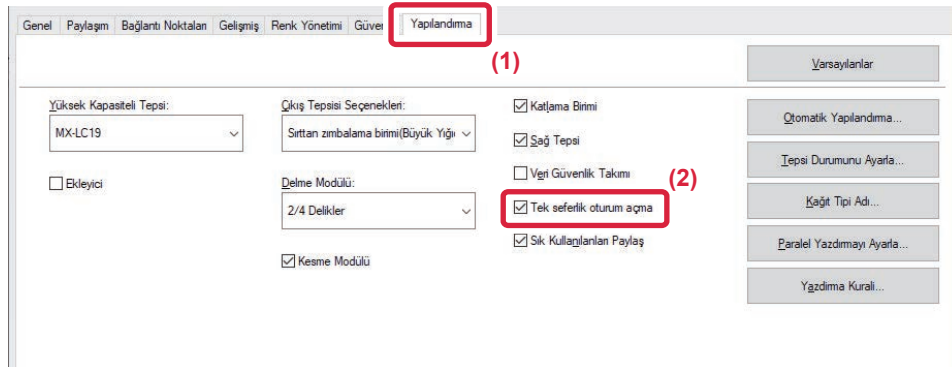 Genel Paylaşım Bağlantı Noktaları Gelişmiş Renk Yönetimi Güven Yapılandırma
(1)
Varsayılanlar
Yüksek Kapasiteli Tepsi:
MX-LC19
Ekleyici
Çıkış Tepsisi Seçenekleri:
Sırttan zımbalama birimi(Büyük Yığı
Delme Modülü:
2/4 Delikler
Kesme Modülü
Katlama Birimi
Sağ Tepsi
Veri Güvenlik Takımı
(2)
Tek seferlik oturum açma
Sık Kullanılanları Paylaş
Otomatik Yapılandırma...
Tepsi Durumunu Ayarla...
Kağıt Tipi Adı...
Paralel Yazdırmayı Ayarla...
Yazdırma Kurali...